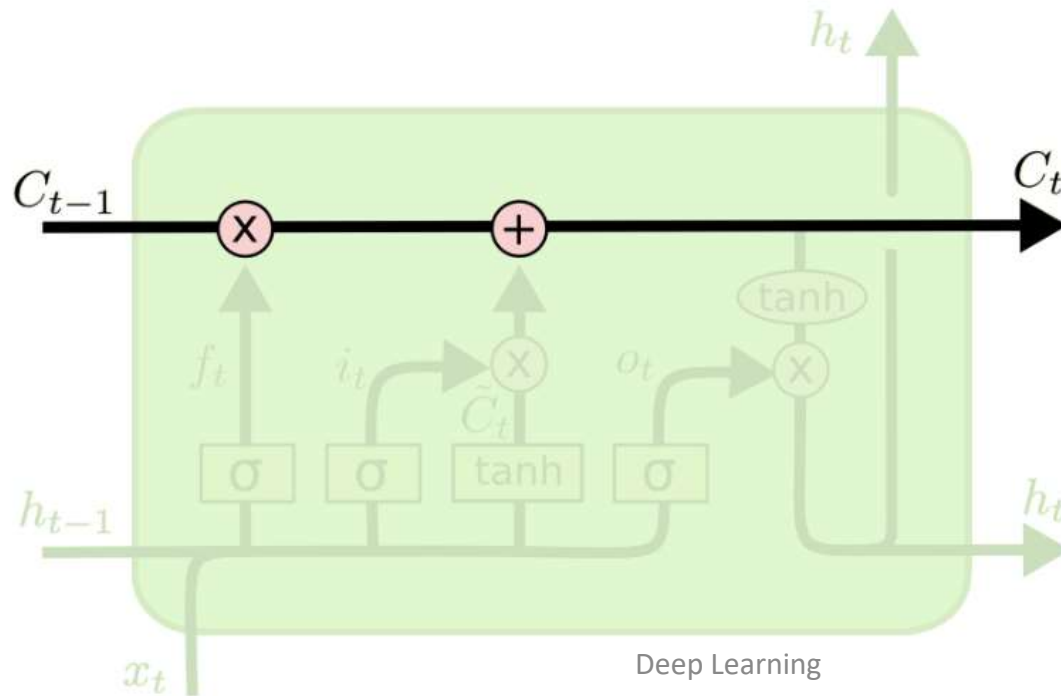 h_t
C_{t-1}
C_t
x
+
tanh
f_t
i_t
x
o_t
x
C̃_t
σ
σ
tanh
σ
h_{t-1}
h_t
x_t
Deep Learning